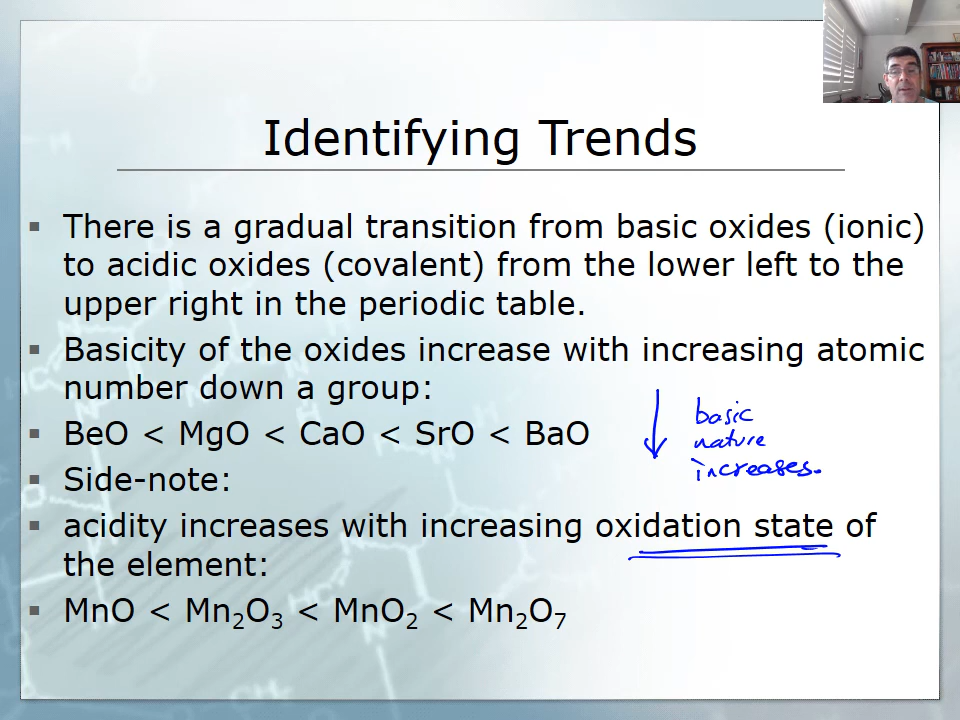 Identifying Trends
There is a gradual transition from basic oxides (ionic)
to acidic oxides (covalent) from the lower left to the
upper right in the periodic table.
Basicity of the oxides increase with increasing atomic
number down a group:
BeO < MgO < CaO < SrO < BaO
basic
nature
increases.
Side-note:
acidity increases with increasing oxidation state of
the element:
MnO < Mn₂O₃ < MnO₂ < Mn₂O₇